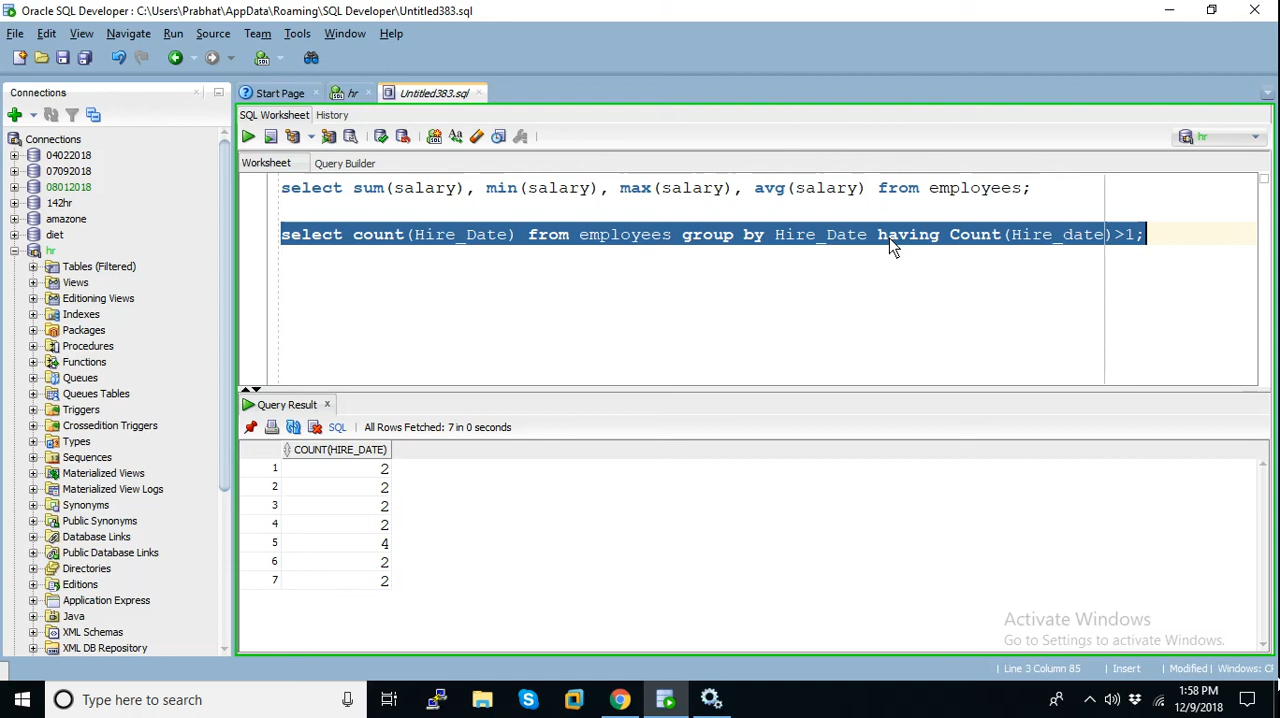 Oracle SQL Developer : C:\Users\Prabhat\AppData\Roaming\SQL Developer\Untitled383.sql
File Edit View Navigate Run Source Team Tools Window Help
Connections
Start Page
hr
Untitled383.sql
SQL Worksheet History
hr
Worksheet Query Builder
Connections
04022018
07092018
08012018
142hr
amazone
diet
hr
Tables (Filtered)
Views
Editioning Views
Indexes
Packages
Procedures
Functions
Queues
Queues Tables
Triggers
Crossedition Triggers
Types
Sequences
Materialized Views
Materialized View Logs
Synonyms
Public Synonyms
Database Links
Public Database Links
Directories
Editions
Application Express
Java
XML Schemas
XML DB Repository
select sum(salary), min(salary), max(salary), avg(salary) from employees;
select count(Hire_Date) from employees group by Hire_Date having Count(Hire_date)>1;
Query Result
SQL | All Rows Fetched: 7 in 0 seconds
COUNT(HIRE_DATE)
1 2
2 2
3 2
4 2
5 4
6 2
7 2
Activate Windows
Go to Settings to activate Windows.
Line 3 Column 85 | Insert | Modified | Windows:
Type here to search
1:58 PM
12/9/2018